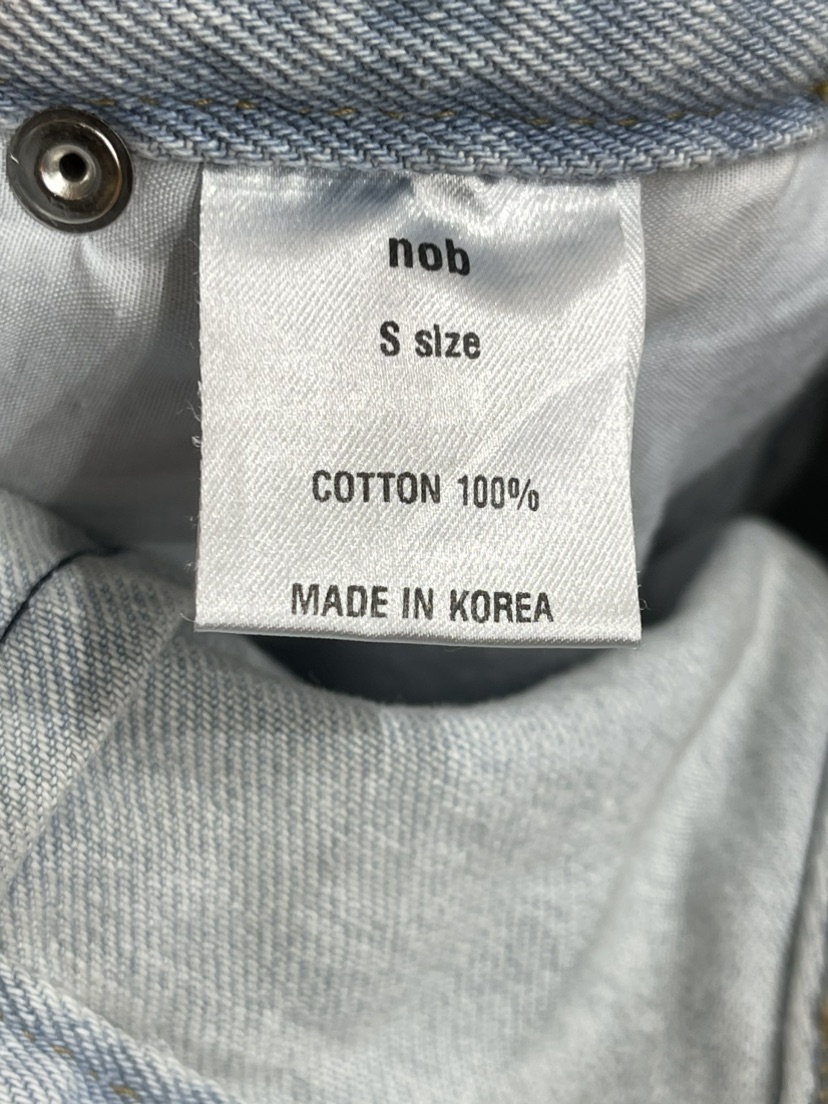 nob
S size
COTTON 100%
MADE IN KOREA